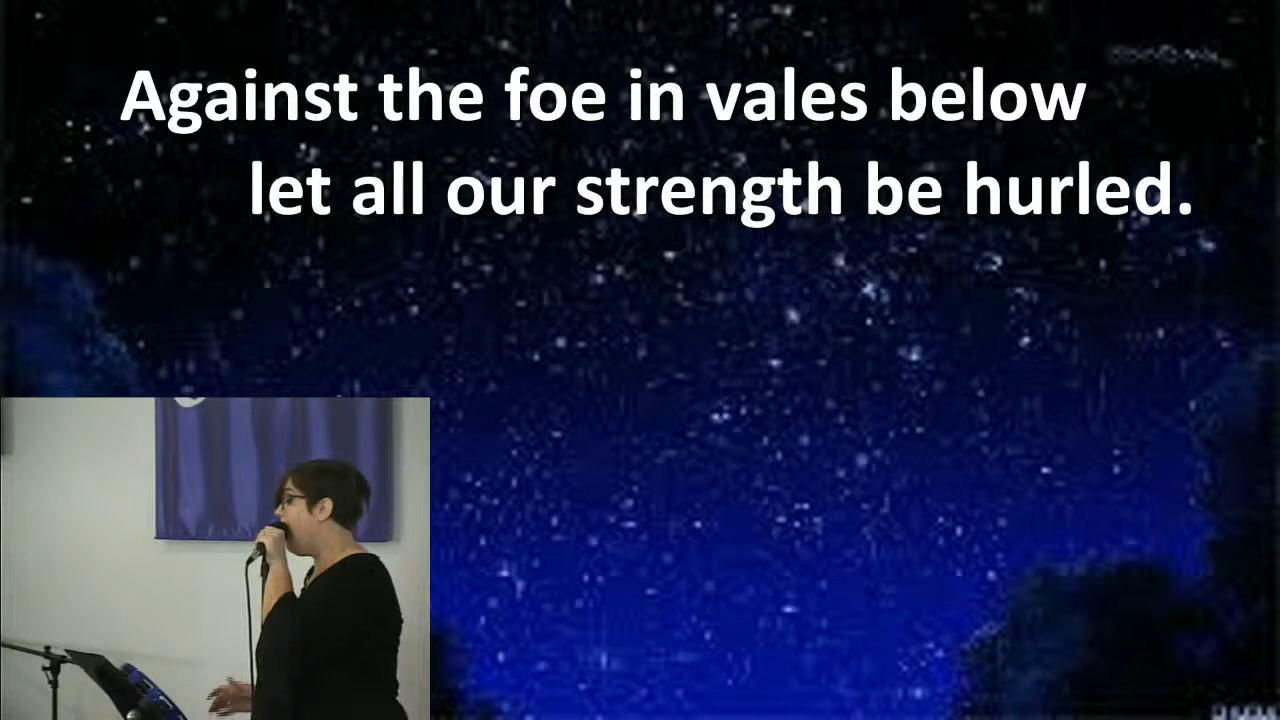 Against the foe in vales below
let all our strength be hurled.